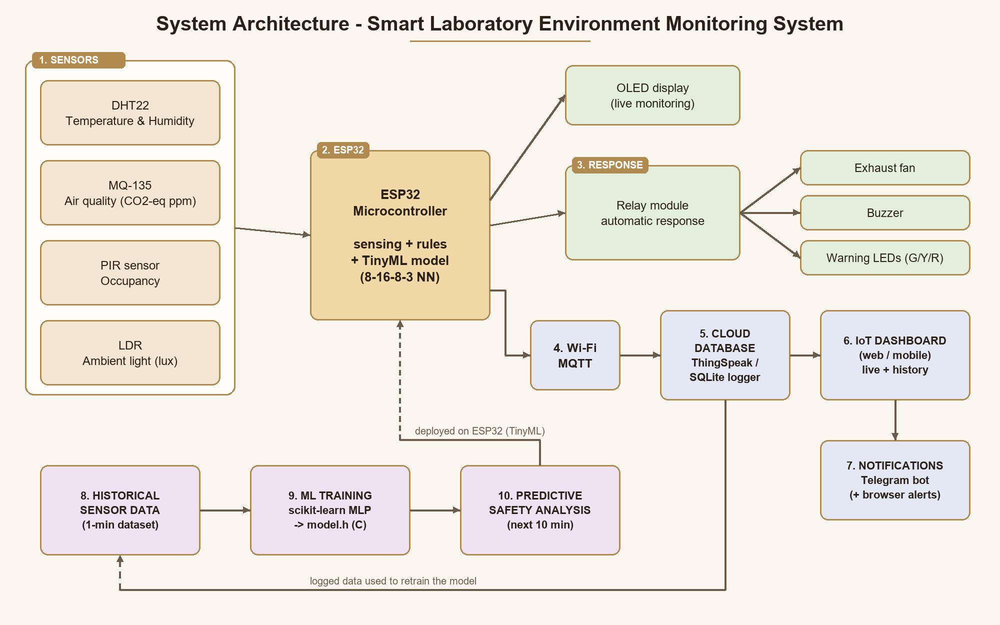 System Architecture - Smart Laboratory Environment Monitoring System
1. SENSORS
DHT22
Temperature & Humidity
MQ-135
Air quality (CO2-eq ppm)
PIR sensor
Occupancy
LDR
Ambient light (lux)
2. ESP32
ESP32
Microcontroller
sensing + rules
+ TinyML model
(8-16-8-3 NN)
OLED display
(live monitoring)
3. RESPONSE
Relay module
automatic response
Exhaust fan
Buzzer
Warning LEDs (G/Y/R)
4. Wi-Fi
MQTT
5. CLOUD
DATABASE
ThingSpeak /
SQLite logger
6. IoT DASHBOARD
(web / mobile)
live + history
7. NOTIFICATIONS
Telegram bot
(+ browser alerts)
deployed on ESP32 (TinyML)
8. HISTORICAL
SENSOR DATA
(1-min dataset)
9. ML TRAINING
scikit-learn MLP
-> model.h (C)
10. PREDICTIVE
SAFETY ANALYSIS
(next 10 min)
logged data used to retrain the model